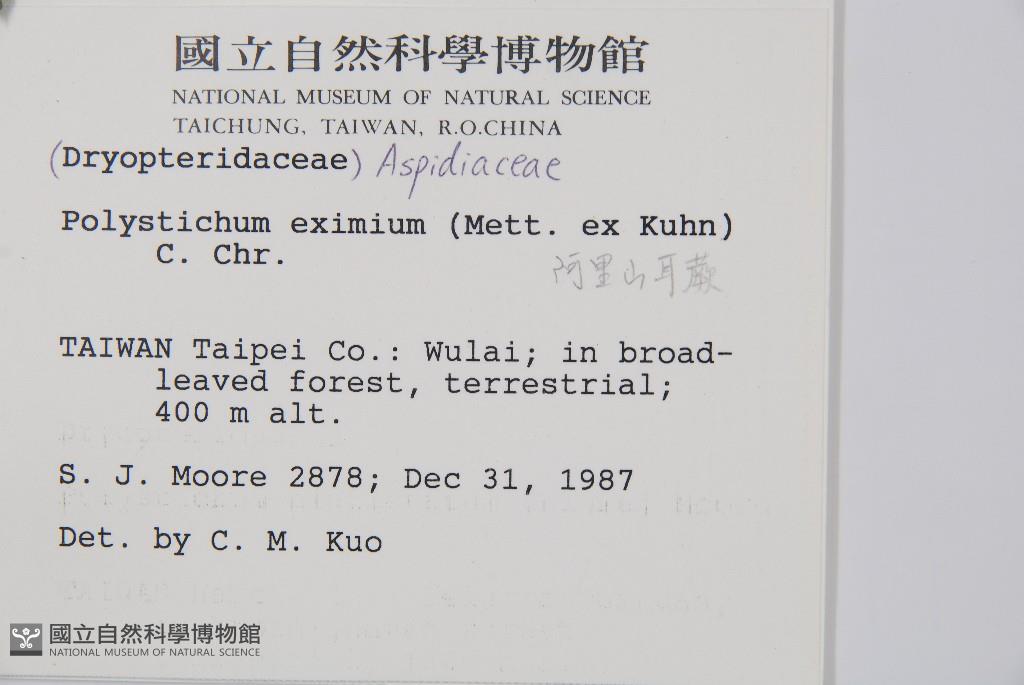 國立自然科學博物館
NATIONAL MUSEUM OF NATURAL SCIENCE
TAICHUNG, TAIWAN, R.O.CHINA
(Dryopteridaceae) Aspidiaceae
Polystichum eximium (Mett. ex Kuhn)
C. Chr.
阿里山耳蕨
TAIWAN Taipei Co.: Wulai; in broad-
leaved forest, terrestrial;
400 m alt.
S. J. Moore 2878; Dec 31, 1987
Det. by C. M. Kuo
國立自然科學博物館
NATIONAL MUSEUM OF NATURAL SCIENCE